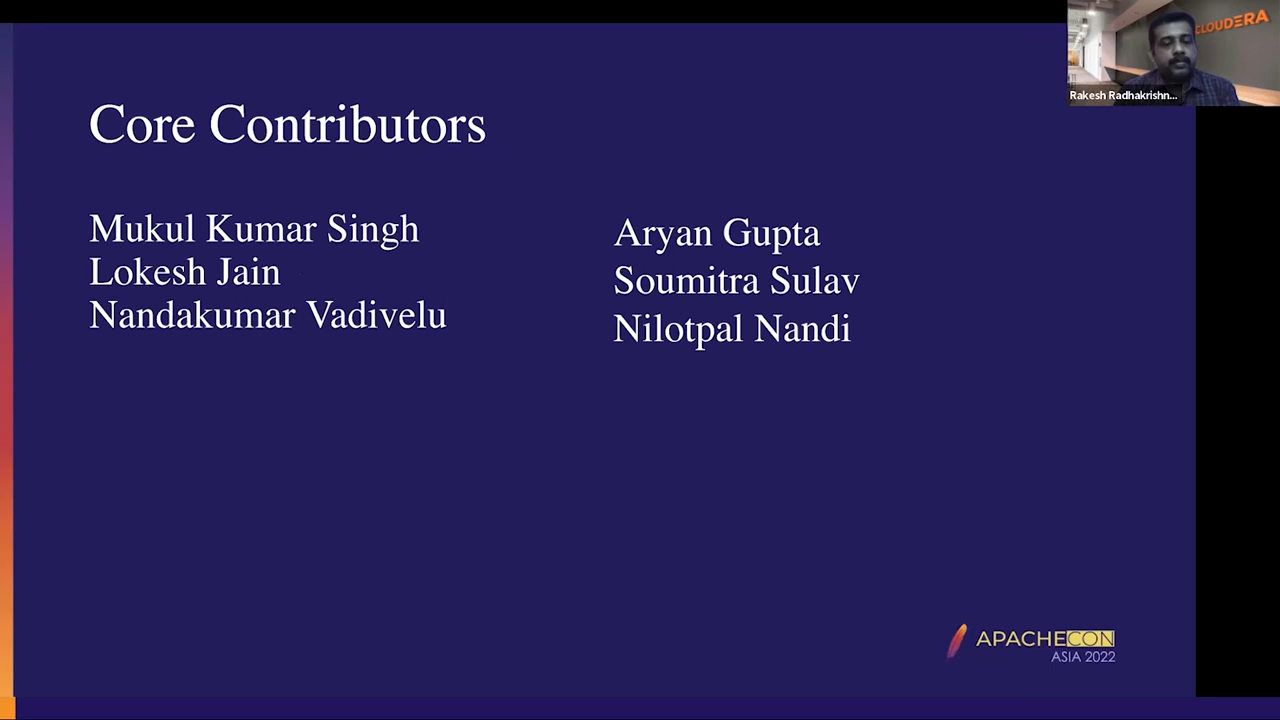 CLOUDERA
Rakesh Radhakrishn...
Core Contributors
Mukul Kumar Singh
Lokesh Jain
Nandakumar Vadivelu
Aryan Gupta
Soumitra Sulav
Nilotpal Nandi
APACHECON
ASIA 2022